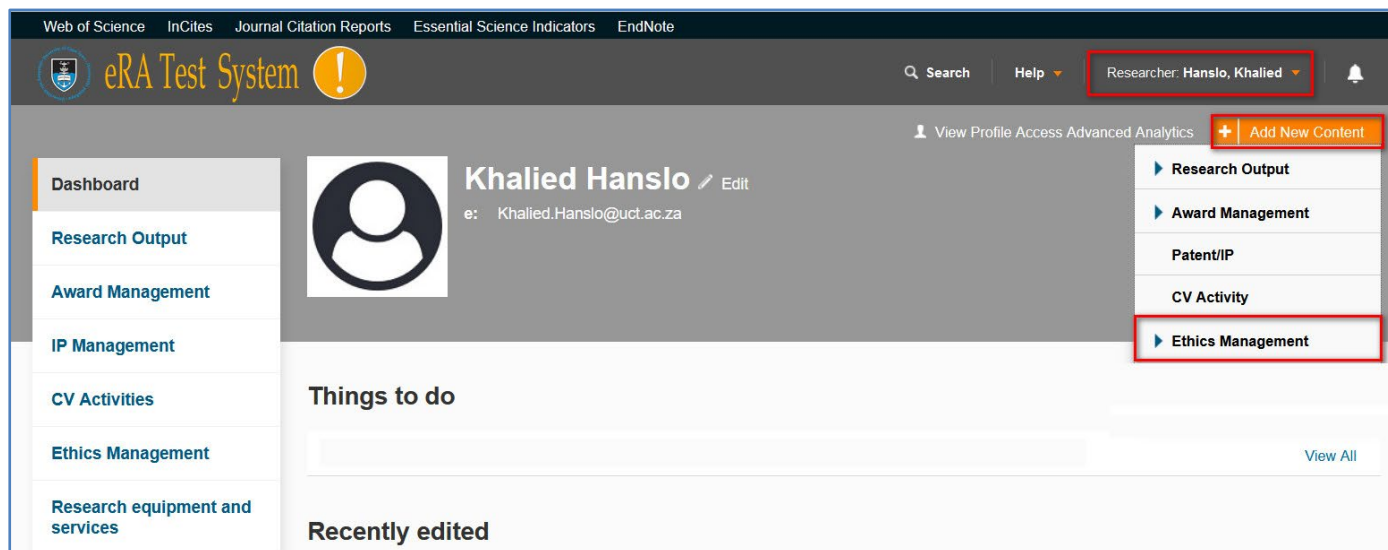 Web of Science InCites Journal Citation Reports Essential Science Indicators EndNote
eRA Test System !
Search Help Researcher: Hanslo, Khalied
View Profile Access Advanced Analytics + Add New Content
Dashboard
Research Output
Award Management
IP Management
CV Activities
Ethics Management
Research equipment and
services
Khalied Hanslo Edit
e: Khalied.Hanslo@uct.ac.za
Research Output
Award Management
Patent/IP
CV Activity
Ethics Management
Things to do
View All
Recently edited